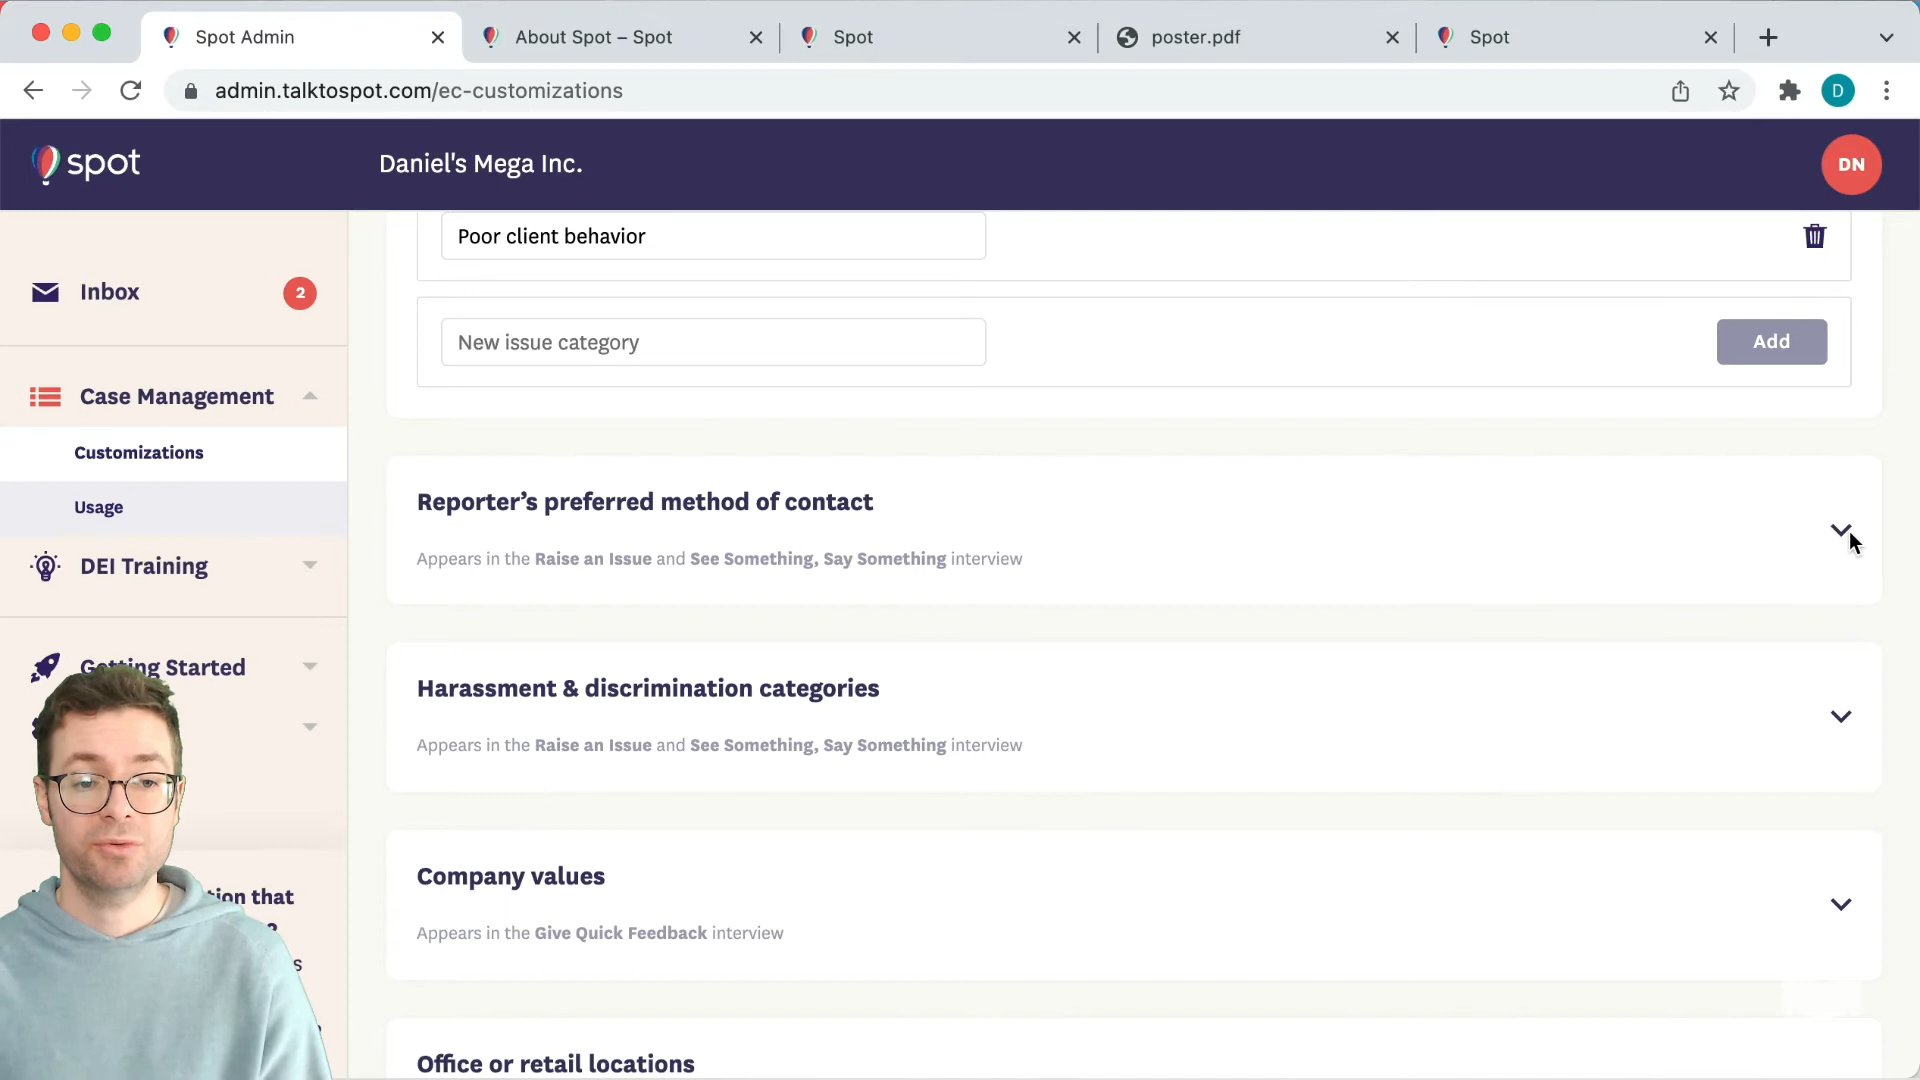 Spot Admin
About Spot – Spot
Spot
poster.pdf
Spot
admin.talktospot.com/ec-customizations
D
spot
Daniel's Mega Inc.
DN
Inbox
2
Case Management
Customizations
Usage
DEI Training
Getting Started
tion that
?
s
Poor client behavior
New issue category
Add
Reporter’s preferred method of contact
Appears in the Raise an Issue and See Something, Say Something interview
Harassment & discrimination categories
Appears in the Raise an Issue and See Something, Say Something interview
Company values
Appears in the Give Quick Feedback interview
Office or retail locations